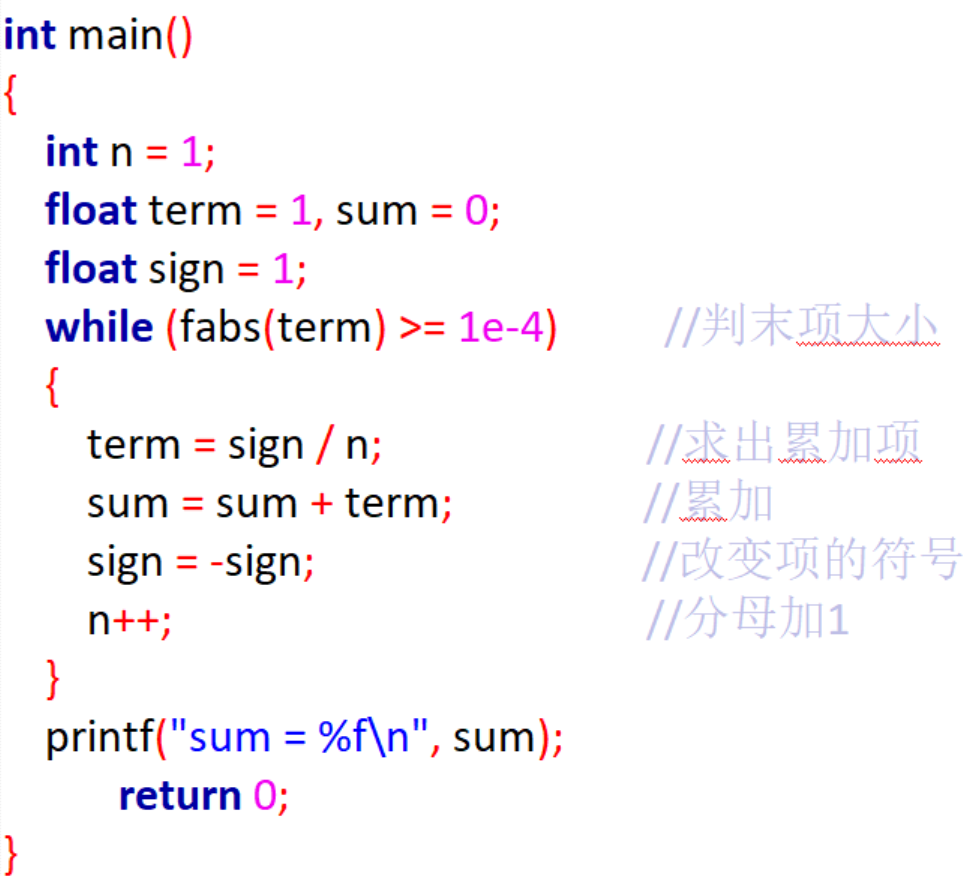 int main()
{
int n = 1;
float term = 1, sum = 0;
float sign = 1;
while (fabs(term) >= 1e-4) //判末项大小
{
term = sign / n; //求出累加项
sum = sum + term; //累加
sign = -sign; //改变项的符号
n++; //分母加1
}
printf("sum = %f\n", sum);
return 0;
}